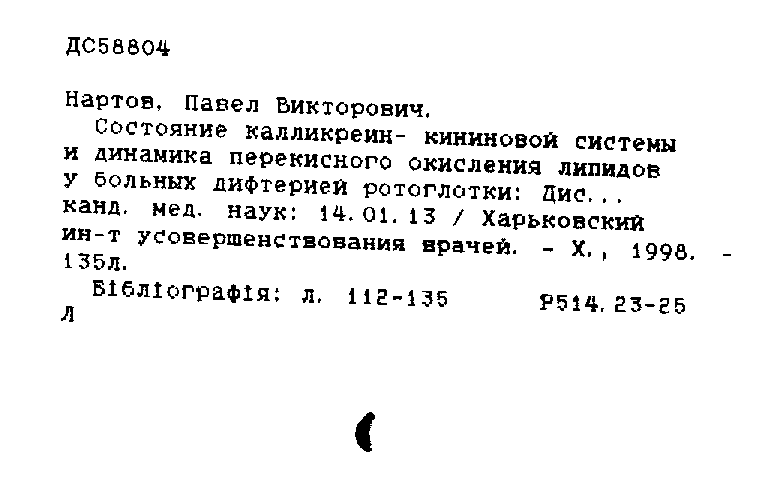 ДС58804
Нартов, Павел Викторович.
Состояние калликреин- кининовой системы
и динамика перекисного окисления липидов
у больных дифтерией ротоглотки: Дис...
канд. мед. наук: 14.01.13 / Харьковский
ин-т усовершенствования врачей. - Х., 1998. -
135л.
Бібліографія: л. 112-135 Р514.23-25
Л